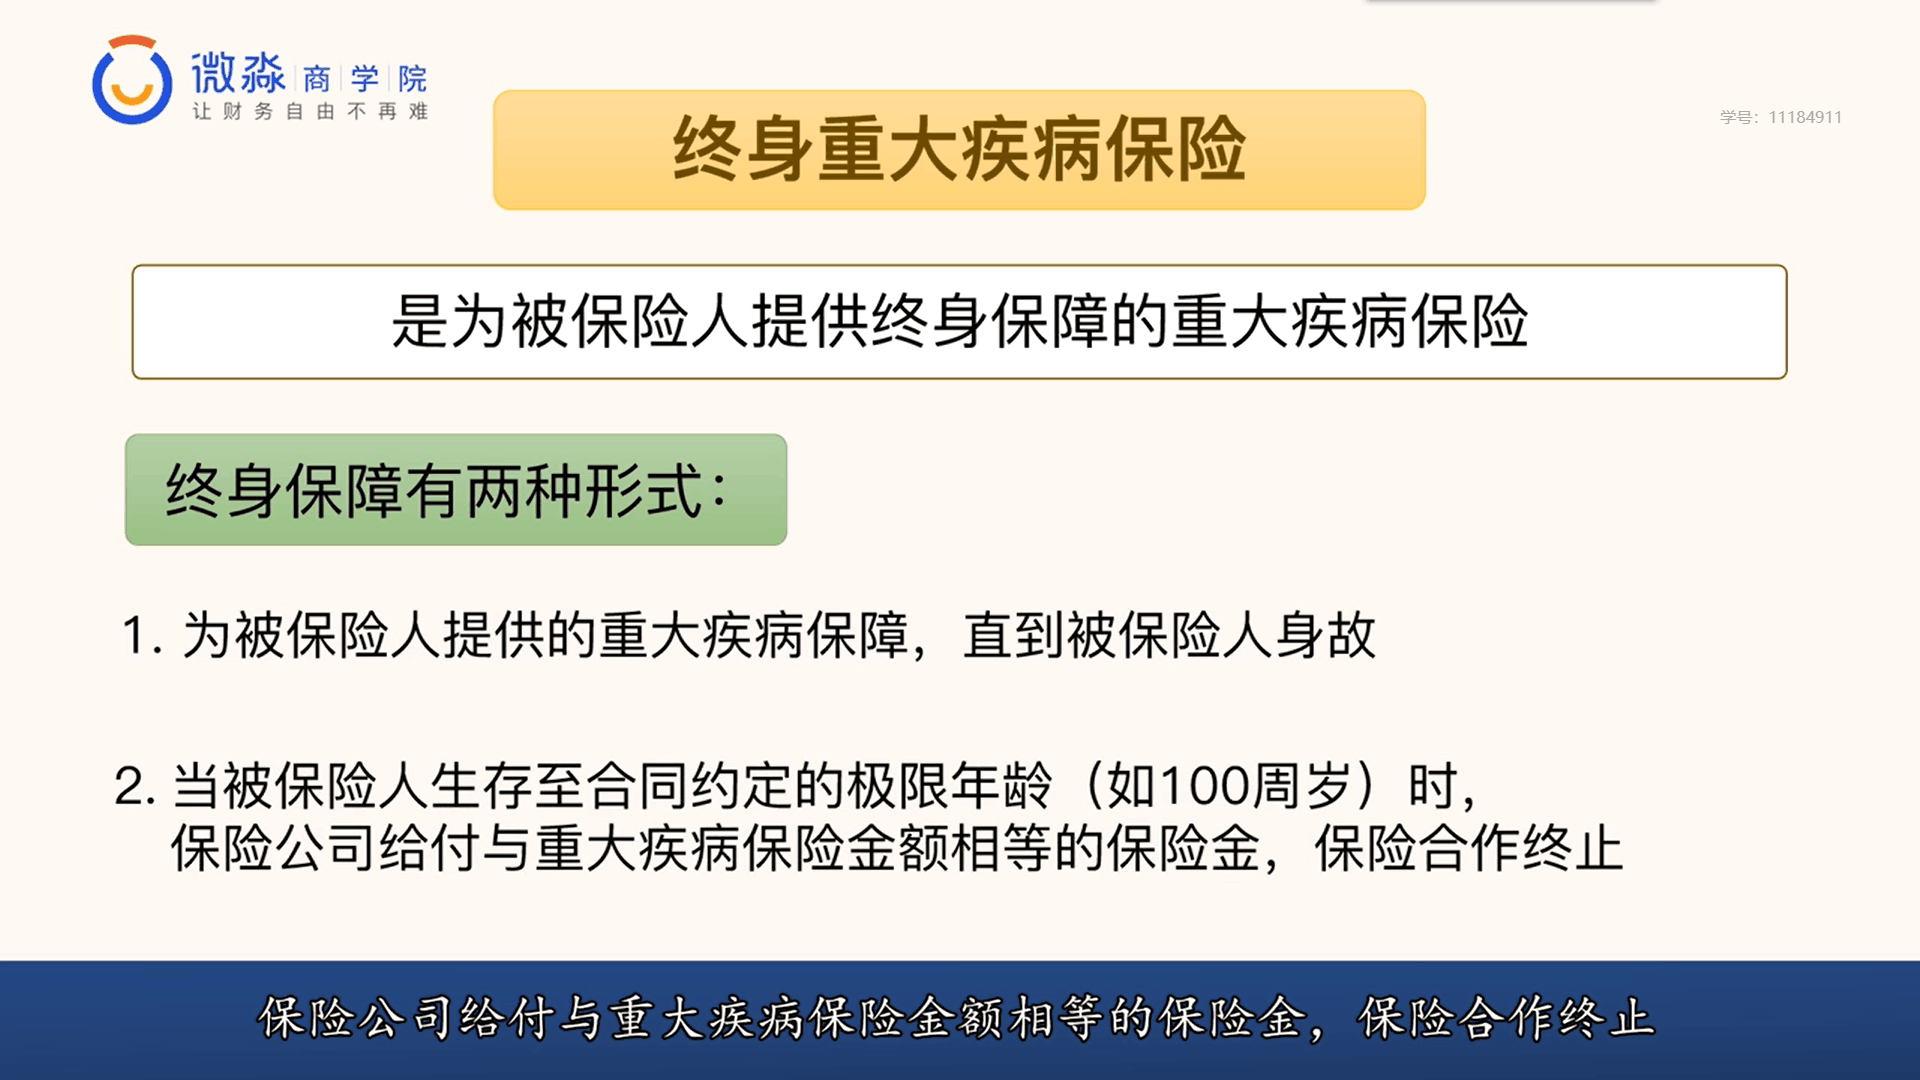 微淼商学院
让财务自由不再难
学号：11184911
终身重大疾病保险
是为被保险人提供终身保障的重大疾病保险
终身保障有两种形式：
1. 为被保险人提供的重大疾病保障，直到被保险人身故
2. 当被保险人生存至合同约定的极限年龄（如100周岁）时，
保险公司给付与重大疾病保险金额相等的保险金，保险合作终止
保险公司给付与重大疾病保险金额相等的保险金，保险合作终止